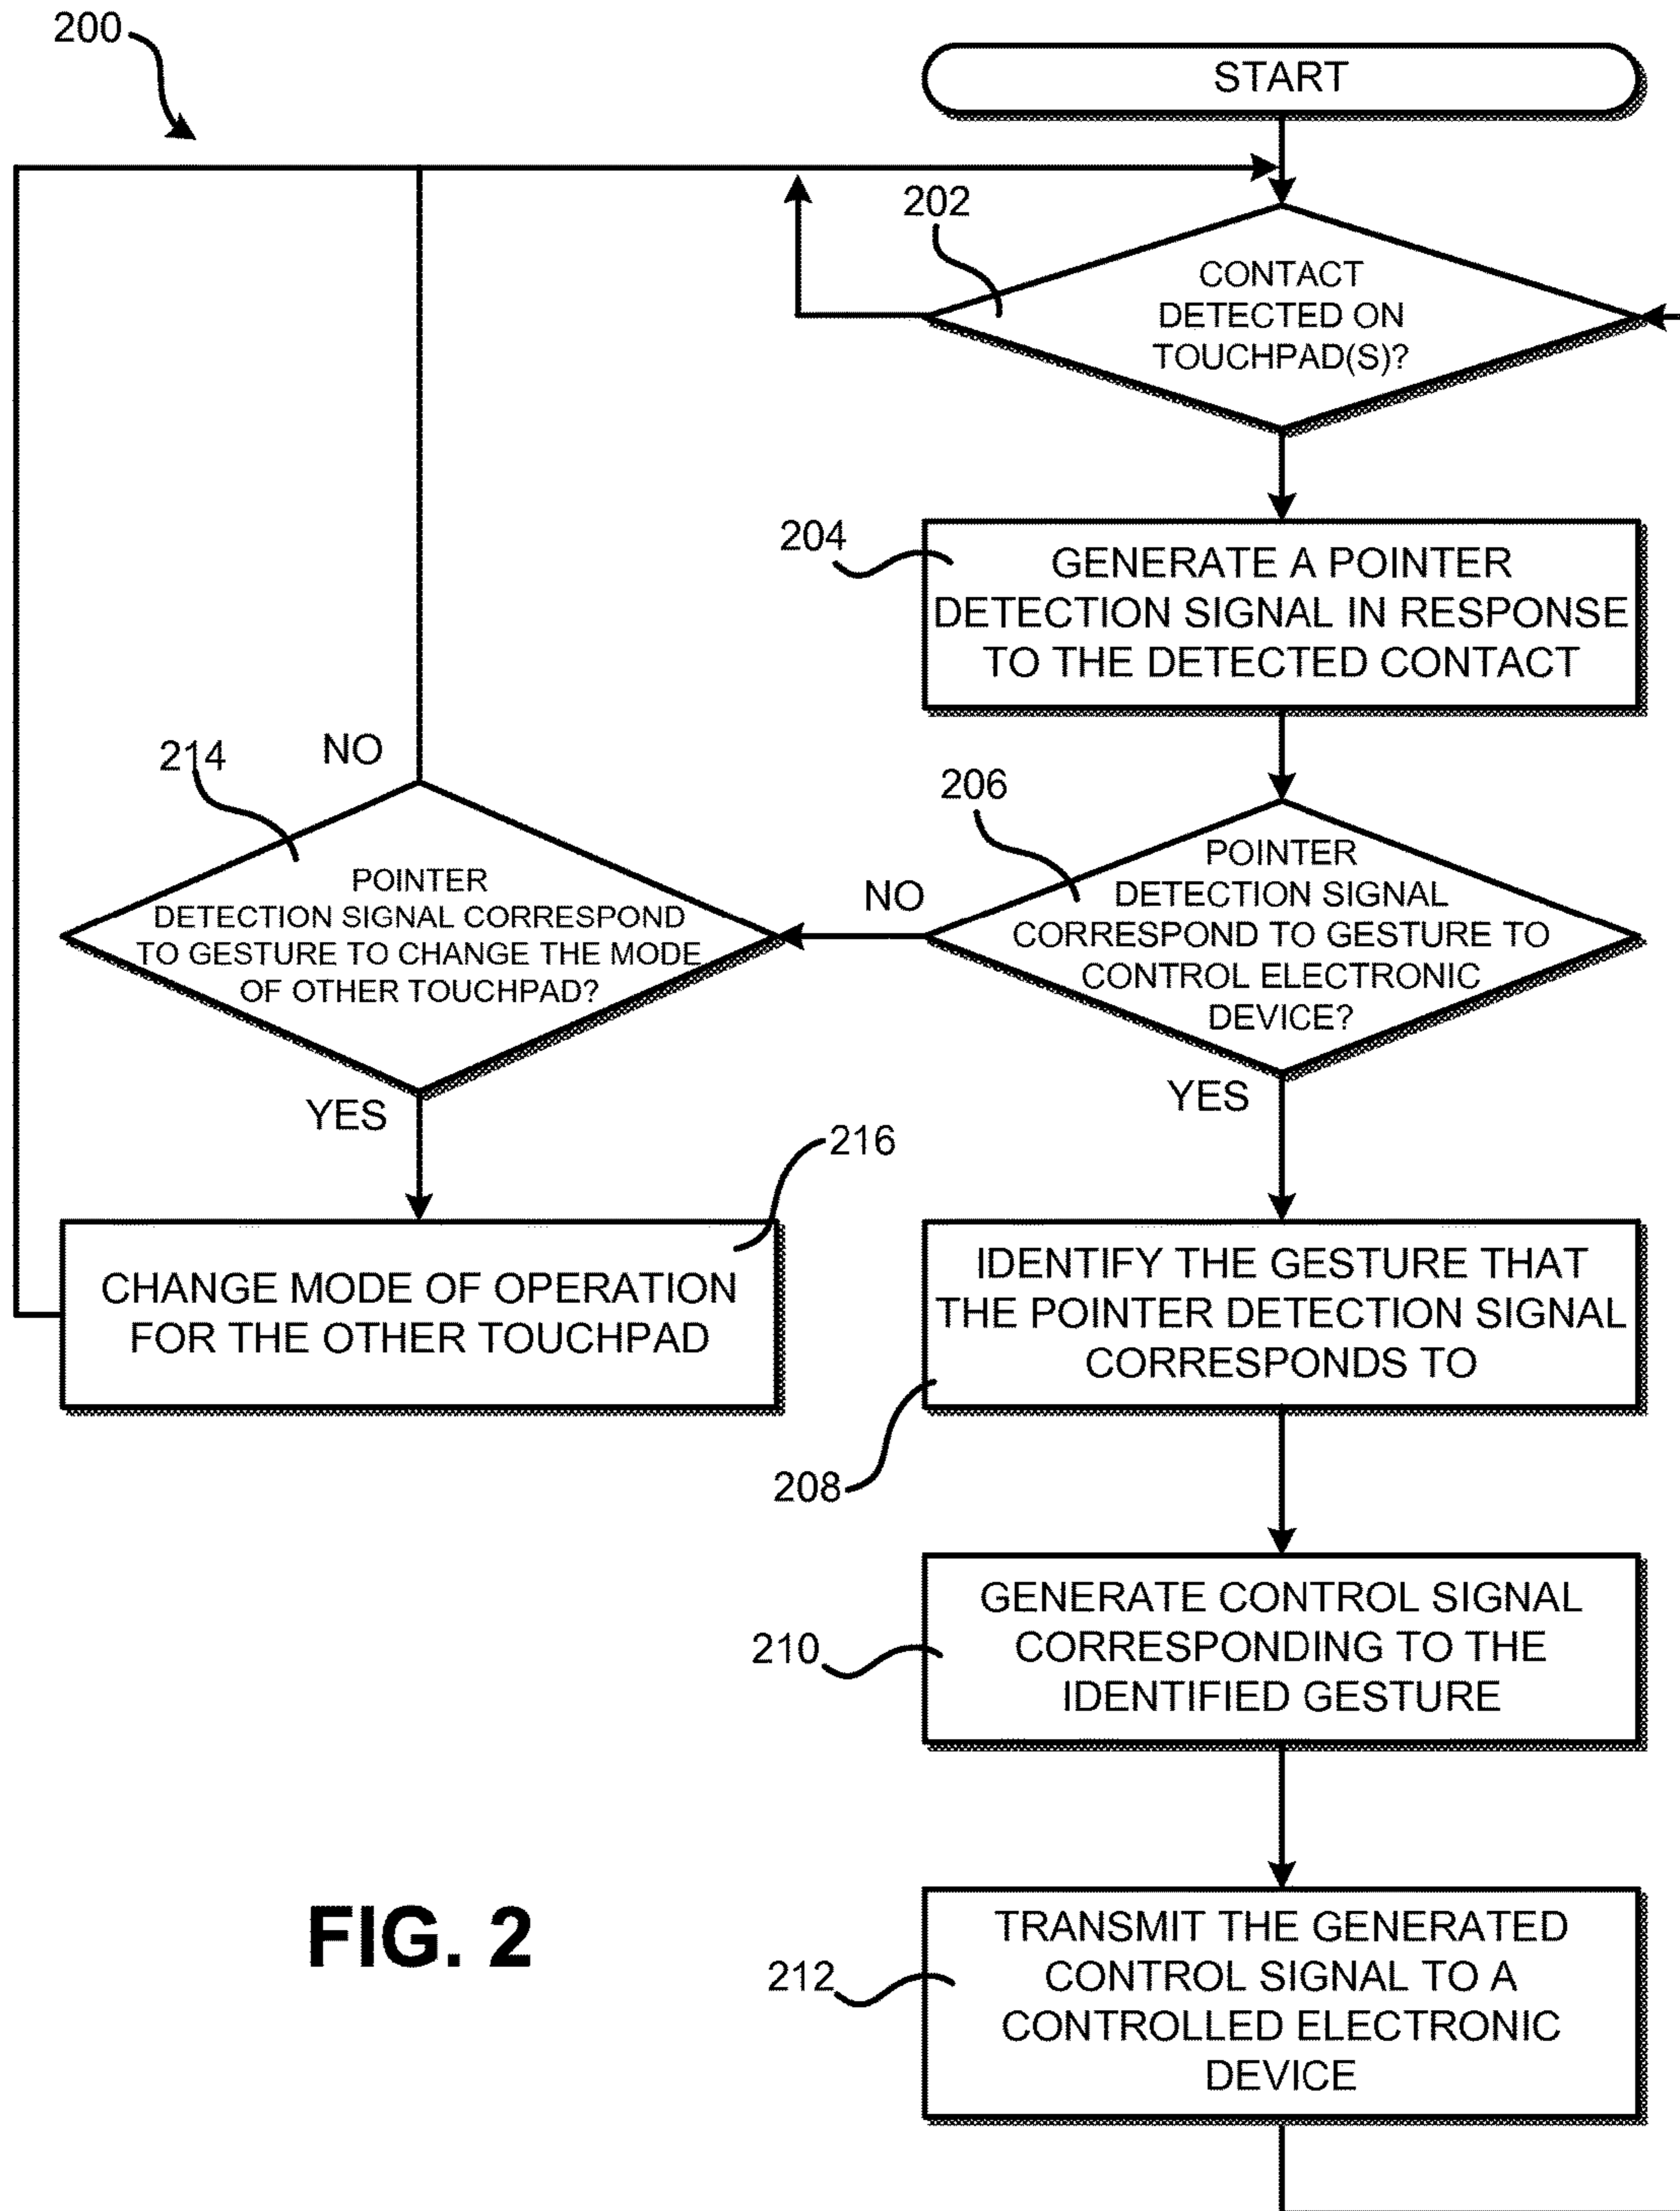 200
START
202
CONTACT
DETECTED ON
TOUCHPAD(S)?
204
GENERATE A POINTER
DETECTION SIGNAL IN RESPONSE
TO THE DETECTED CONTACT
206
POINTER
DETECTION SIGNAL
CORRESPOND TO GESTURE TO
CONTROL ELECTRONIC
DEVICE?
NO
YES
214
NO
POINTER
DETECTION SIGNAL CORRESPOND
TO GESTURE TO CHANGE THE MODE
OF OTHER TOUCHPAD?
YES
216
CHANGE MODE OF OPERATION
FOR THE OTHER TOUCHPAD
208
IDENTIFY THE GESTURE THAT
THE POINTER DETECTION SIGNAL
CORRESPONDS TO
210
GENERATE CONTROL SIGNAL
CORRESPONDING TO THE
IDENTIFIED GESTURE
212
TRANSMIT THE GENERATED
CONTROL SIGNAL TO A
CONTROLLED ELECTRONIC
DEVICE
FIG. 2